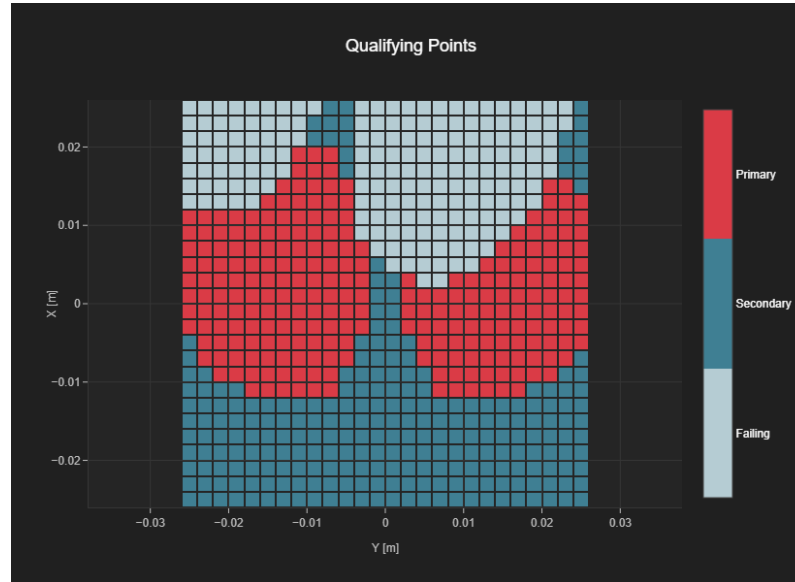 Qualifying Points
0.02
0.01
0
−0.01
−0.02
X [m]
−0.03
−0.02
−0.01
0
0.01
0.02
0.03
Y [m]
Primary
Secondary
Failing